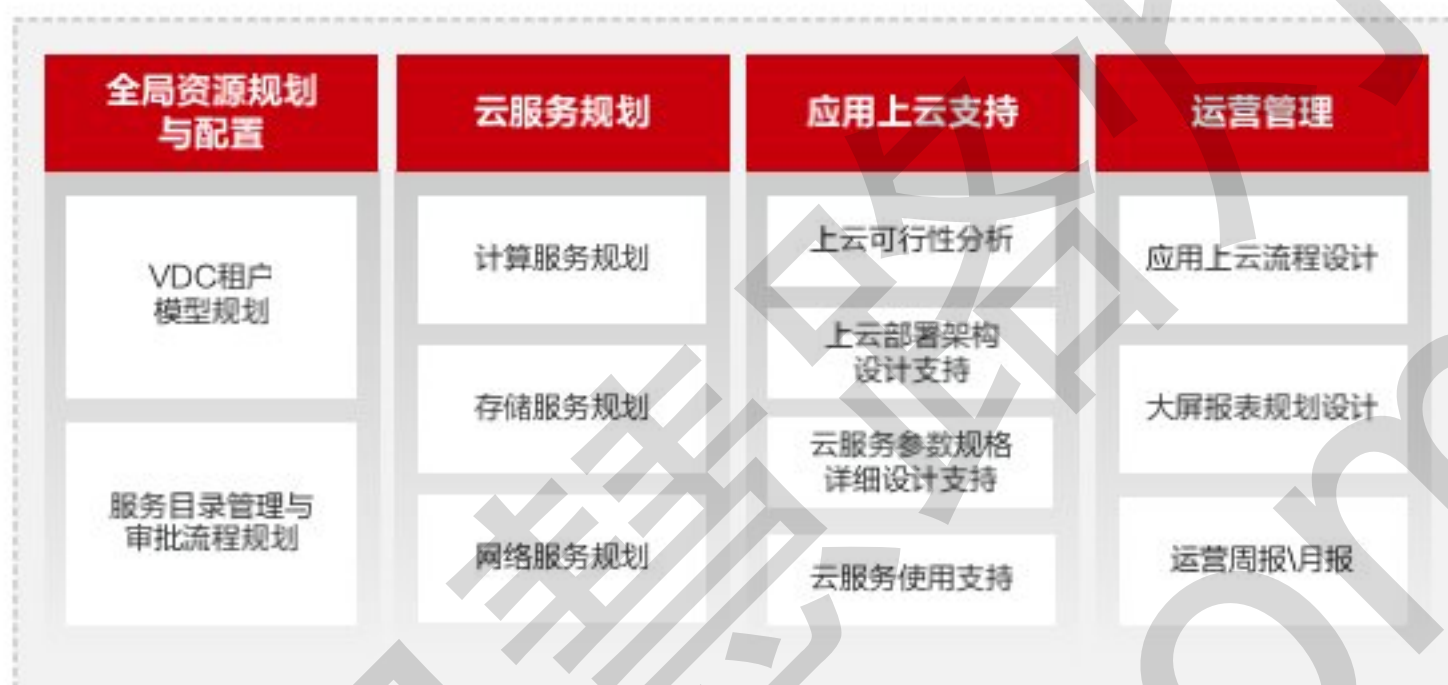 全局资源规划
与配置
云服务规划
应用上云支持
运营管理
VDC租户
模型规划
服务目录管理与
审批流程规划
计算服务规划
存储服务规划
网络服务规划
上云可行性分析
上云部署架构
设计支持
云服务参数规格
详细设计支持
云服务使用支持
应用上云流程设计
大屏报表规划设计
运营周报\月报